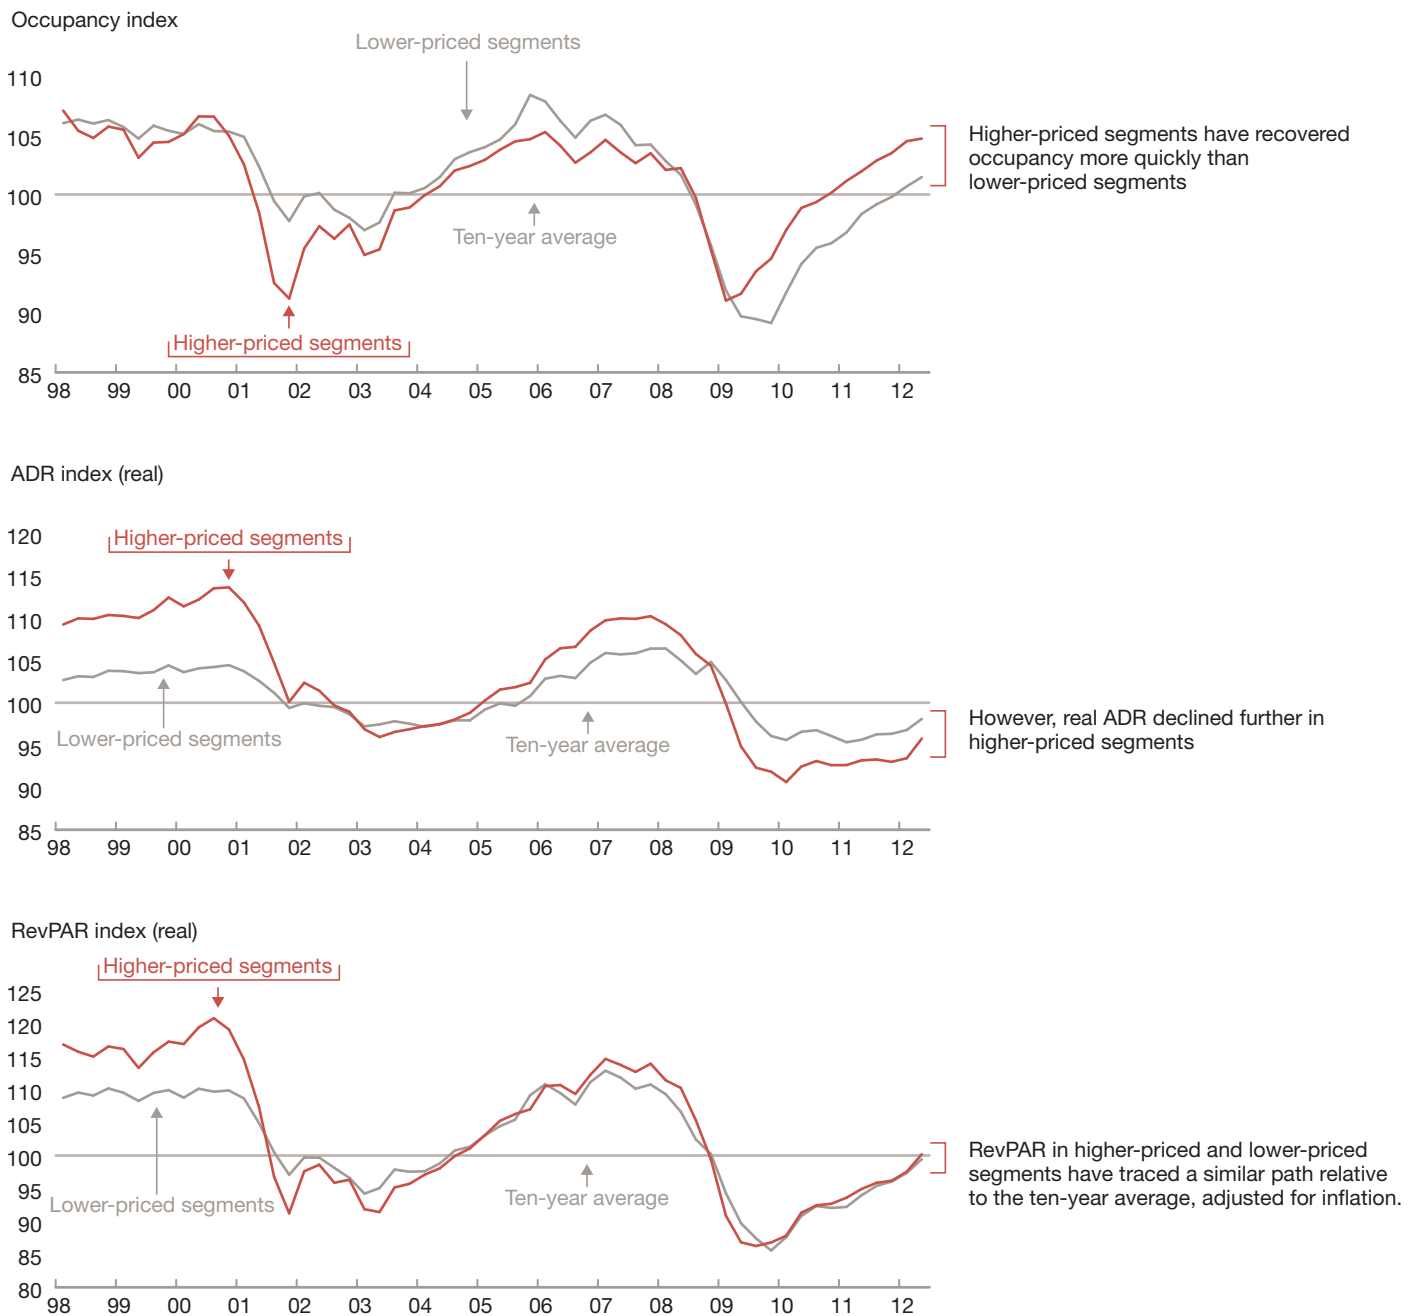 Occupancy index
Lower-priced segments
110
105
100
95
90
85
Ten-year average
Higher-priced segments
Higher-priced segments have recovered
occupancy more quickly than
lower-priced segments
98 99 00 01 02 03 04 05 06 07 08 09 10 11 12
ADR index (real)
120
115
110
105
100
95
90
85
Higher-priced segments
Lower-priced segments
Ten-year average
However, real ADR declined further in
higher-priced segments
98 99 00 01 02 03 04 05 06 07 08 09 10 11 12
RevPAR index (real)
Higher-priced segments
125
120
115
110
105
100
95
90
85
80
Lower-priced segments
Ten-year average
RevPAR in higher-priced and lower-priced
segments have traced a similar path relative
to the ten-year average, adjusted for inflation.
98 99 00 01 02 03 04 05 06 07 08 09 10 11 12